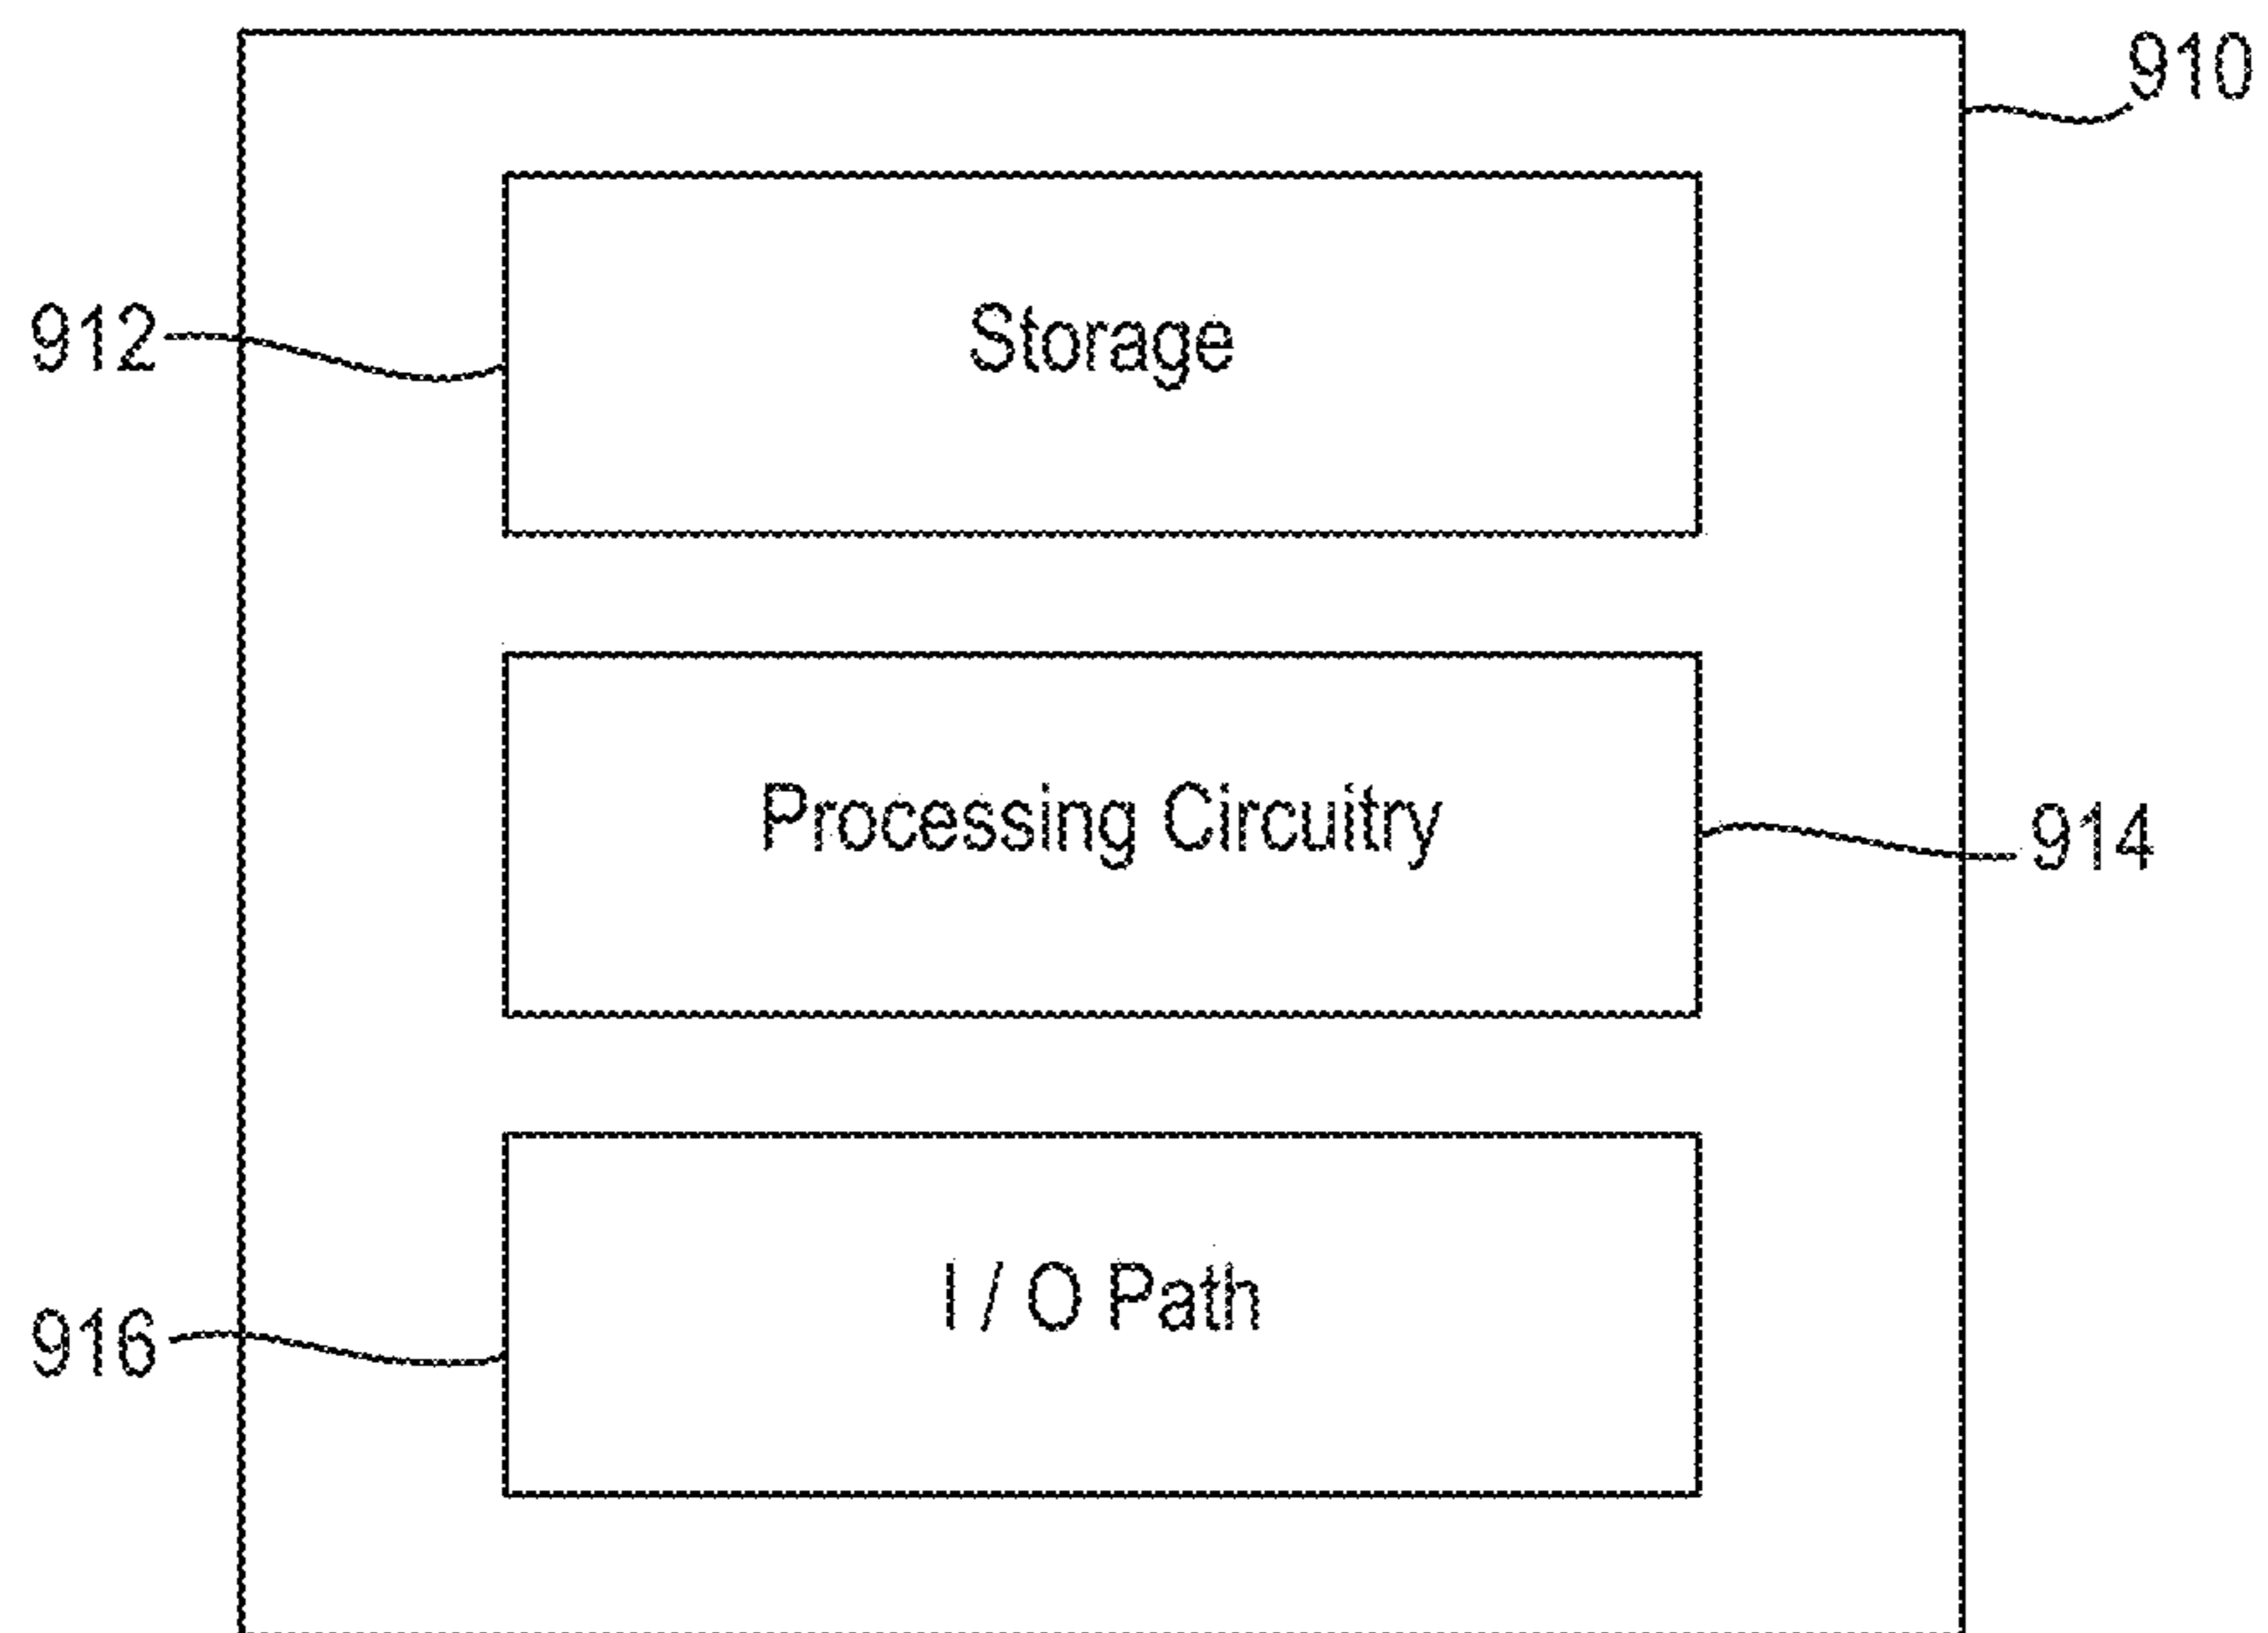 910
912
Storage
Processing Circuitry
914
I / O Path
916